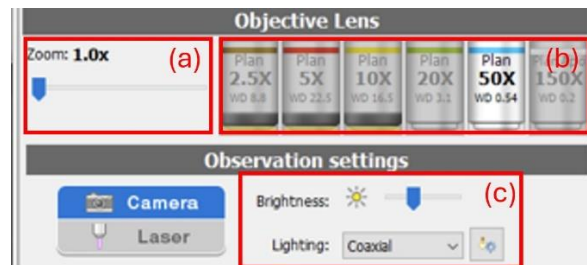 Objective Lens
Zoom: 1.0x
(a)
(b)
Plan 2.5X WD 8.8
Plan 5X WD 22.5
Plan 10X WD 16.5
Plan 20X WD 3.1
Plan 50X WD 0.54
150X WD 0.2
Observation settings
Camera
Laser
(c)
Brightness:
Lighting: Coaxial